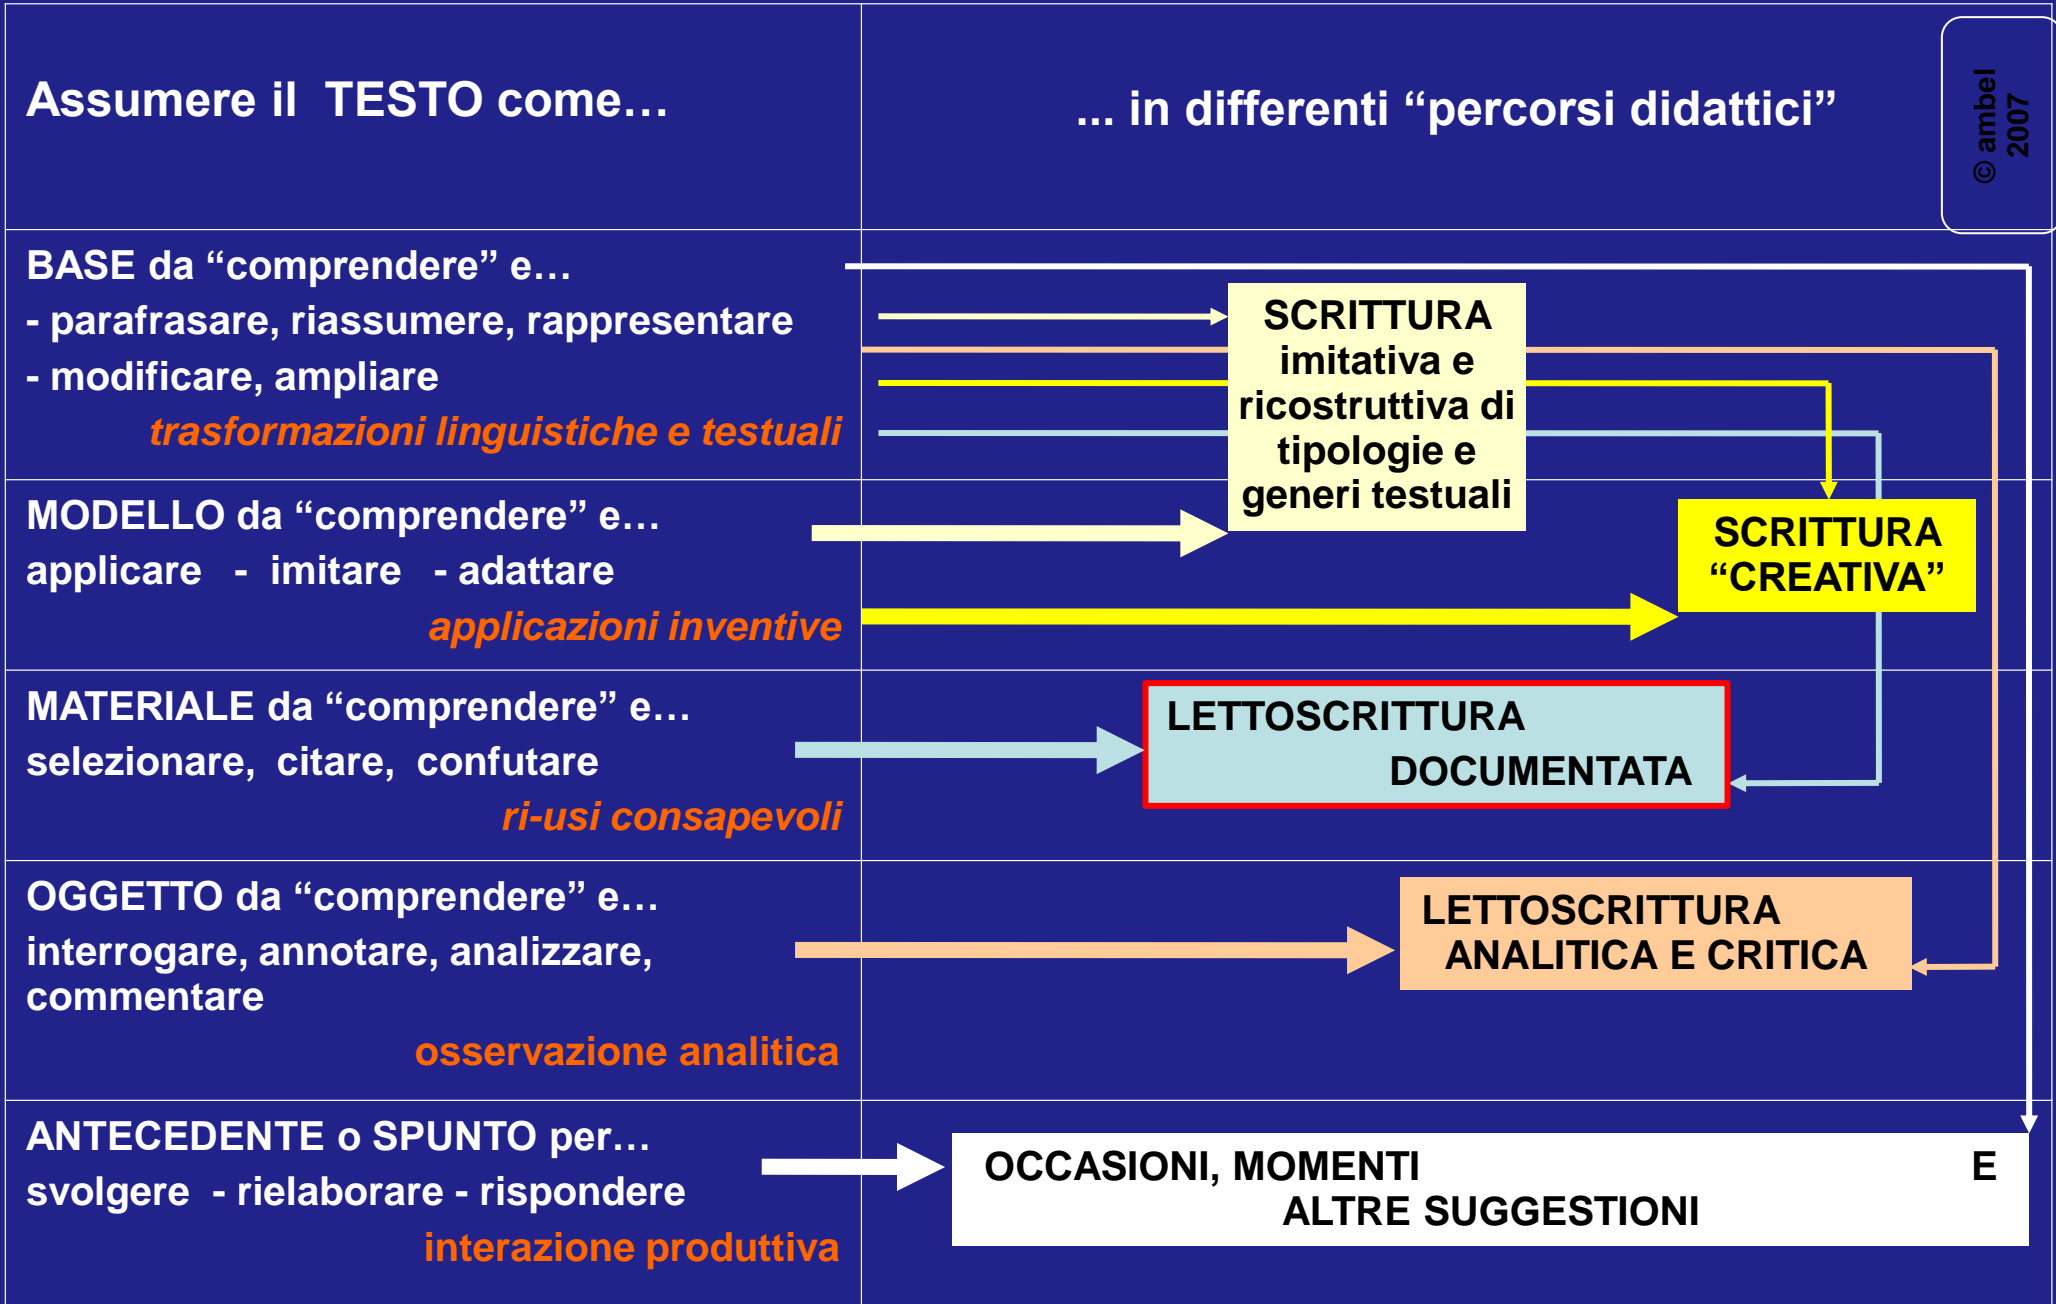 Assumere il TESTO come…
... in differenti “percorsi didattici”
© ambel
2007
BASE da “comprendere” e…
- parafrasare, riassumere, rappresentare
- modificare, ampliare
trasformazioni linguistiche e testuali
SCRITTURA
imitativa e
ricostruttiva di
tipologie e
generi testuali
MODELLO da “comprendere” e…
applicare - imitare - adattare
applicazioni inventive
SCRITTURA
“CREATIVA”
MATERIALE da “comprendere” e…
selezionare, citare, confutare
ri-usi consapevoli
LETTOSCRITTURA
DOCUMENTATA
OGGETTO da “comprendere” e…
interrogare, annotare, analizzare,
commentare
osservazione analitica
LETTOSCRITTURA
ANALITICA E CRITICA
ANTECEDENTE o SPUNTO per…
svolgere - rielaborare - rispondere
interazione produttiva
OCCASIONI, MOMENTI E
ALTRE SUGGESTIONI